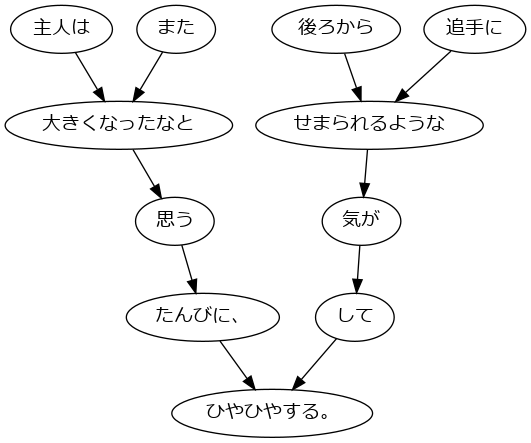 主人は
また
後ろから
追手に
大きくなったなと
せまられるような
思う
気が
たんびに、
して
ひやひやする。